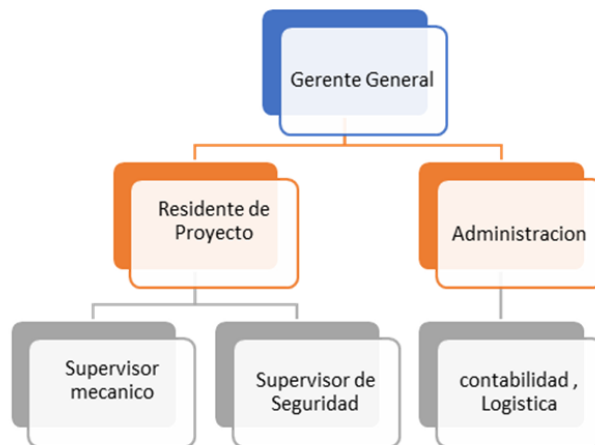 Gerente General
Residente de
Proyecto
Administracion
Supervisor
mecanico
Supervisor de
Seguridad
contabilidad ,
Logistica